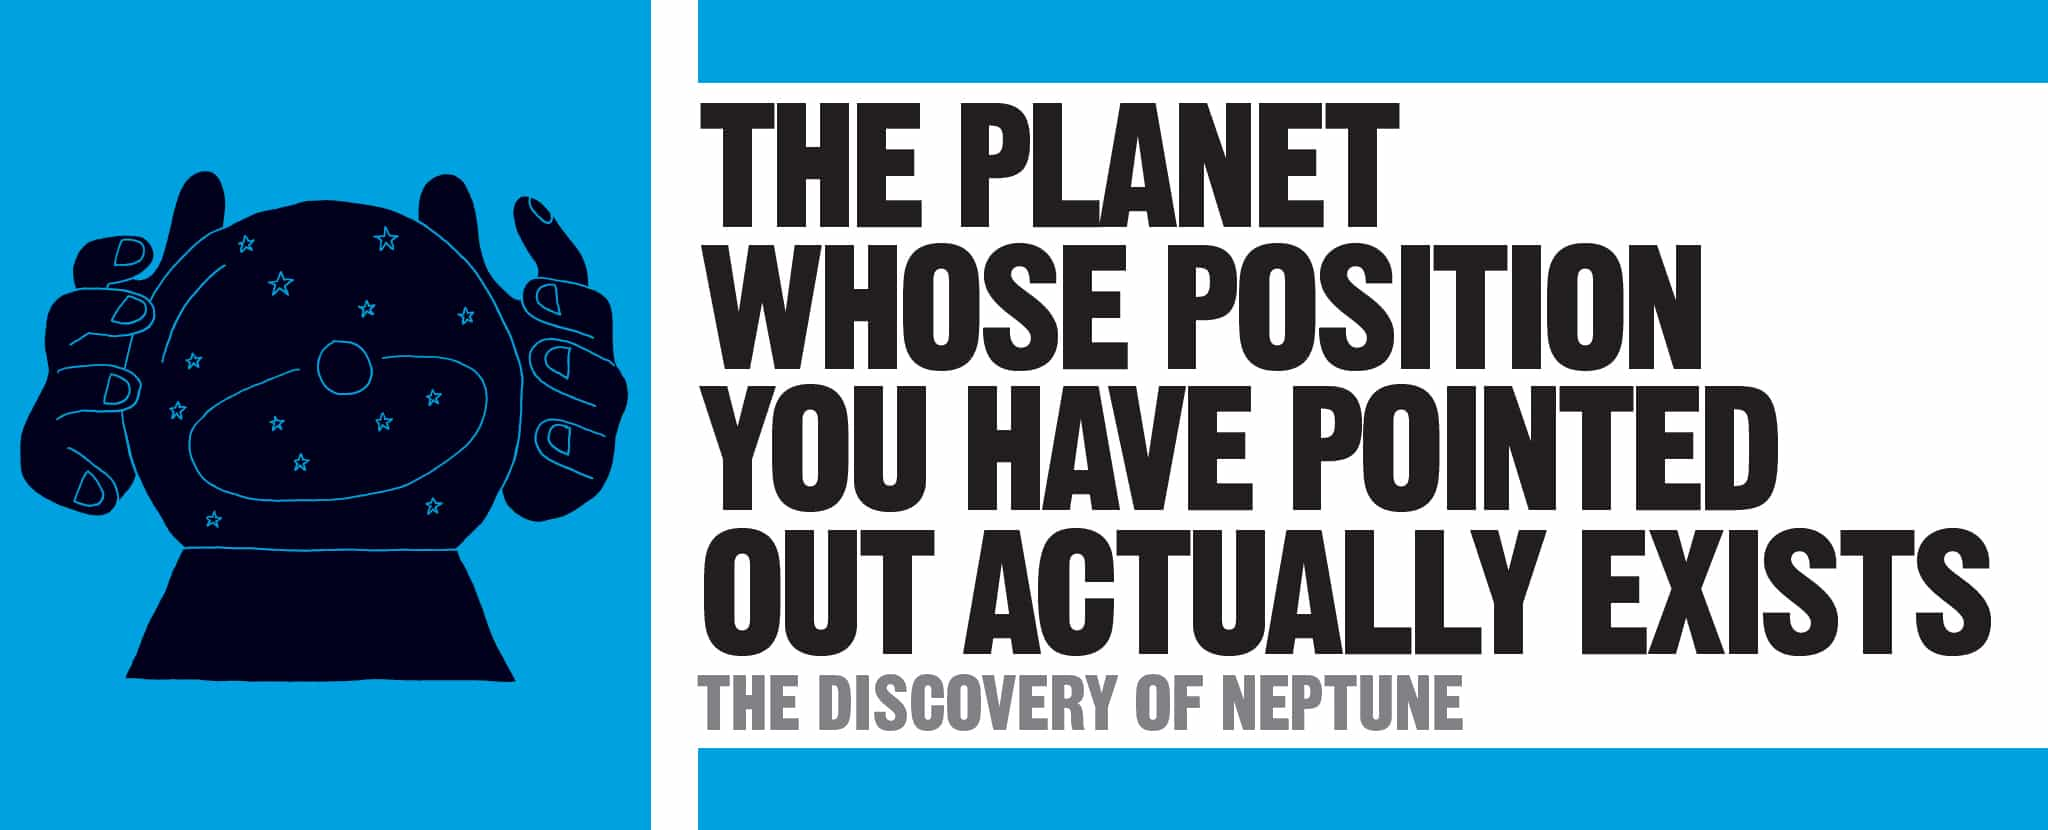 THE PLANET
WHOSE POSITION
YOU HAVE POINTED
OUT ACTUALLY EXISTS
THE DISCOVERY OF NEPTUNE